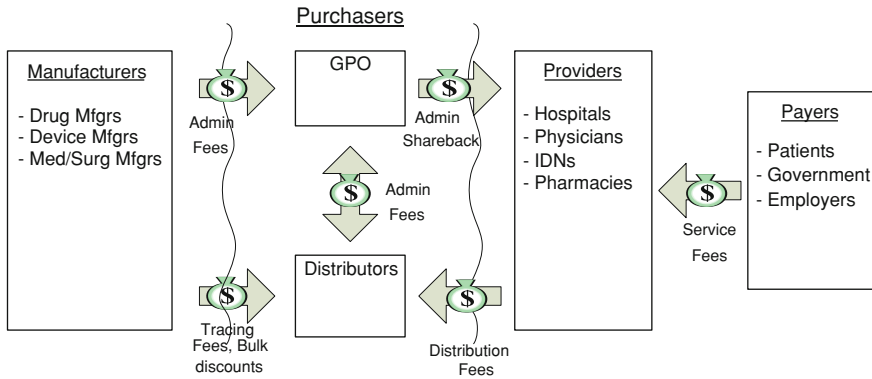 Purchasers
Manufacturers
- Drug Mfgrs
- Device Mfgrs
- Med/Surg Mfgrs
$
Admin
Fees
GPO
$
Admin
Shareback
Providers
- Hospitals
- Physicians
- IDNs
- Pharmacies
Payers
- Patients
- Government
- Employers
$
Admin
Fees
$
Service
Fees
$
Tracing
Fees, Bulk
discounts
Distributors
$
Distribution
Fees